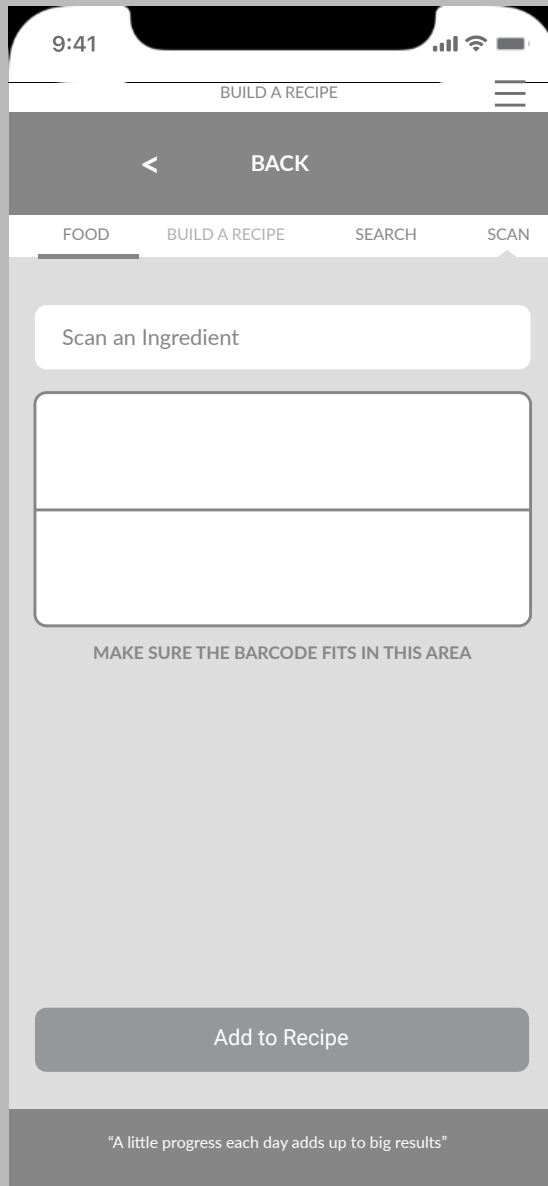 9:41
BUILD A RECIPE
< BACK
FOOD BUILD A RECIPE SEARCH SCAN
Scan an Ingredient
MAKE SURE THE BARCODE FITS IN THIS AREA
Add to Recipe
“A little progress each day adds up to big results”